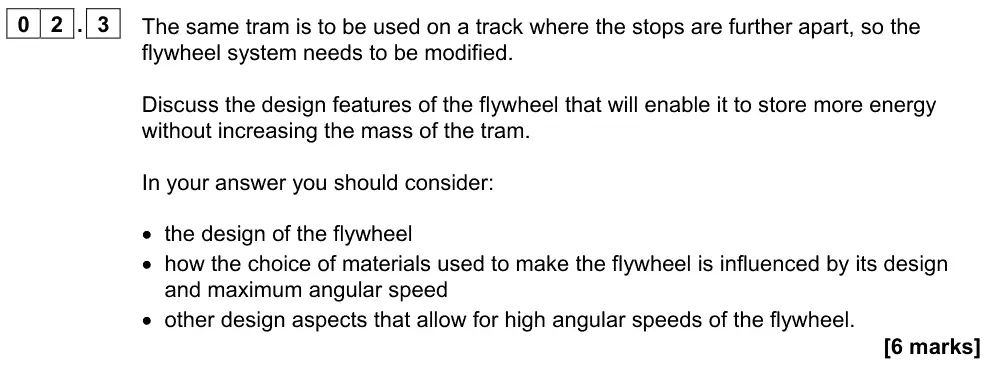 0 2 . 3 The same tram is to be used on a track where the stops are further apart, so the
flywheel system needs to be modified.
Discuss the design features of the flywheel that will enable it to store more energy
without increasing the mass of the tram.
In your answer you should consider:
• the design of the flywheel
• how the choice of materials used to make the flywheel is influenced by its design
and maximum angular speed
• other design aspects that allow for high angular speeds of the flywheel.
[6 marks]